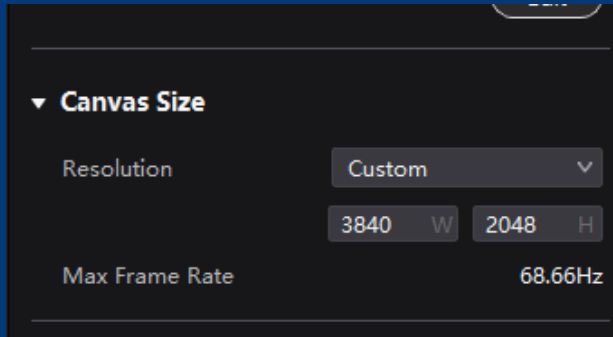 Canvas Size
Resolution Custom
3840 W 2048 H
Max Frame Rate 68.66Hz